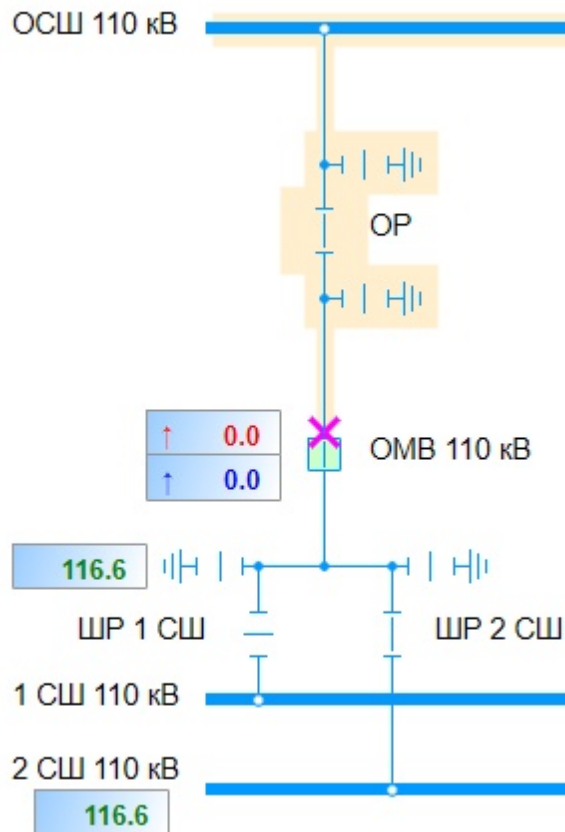 ОСШ 110 кВ
ОР
↑ 0.0
ОМВ 110 кВ
↑ 0.0
116.6
ШР 1 СШ
ШР 2 СШ
1 СШ 110 кВ
2 СШ 110 кВ
116.6